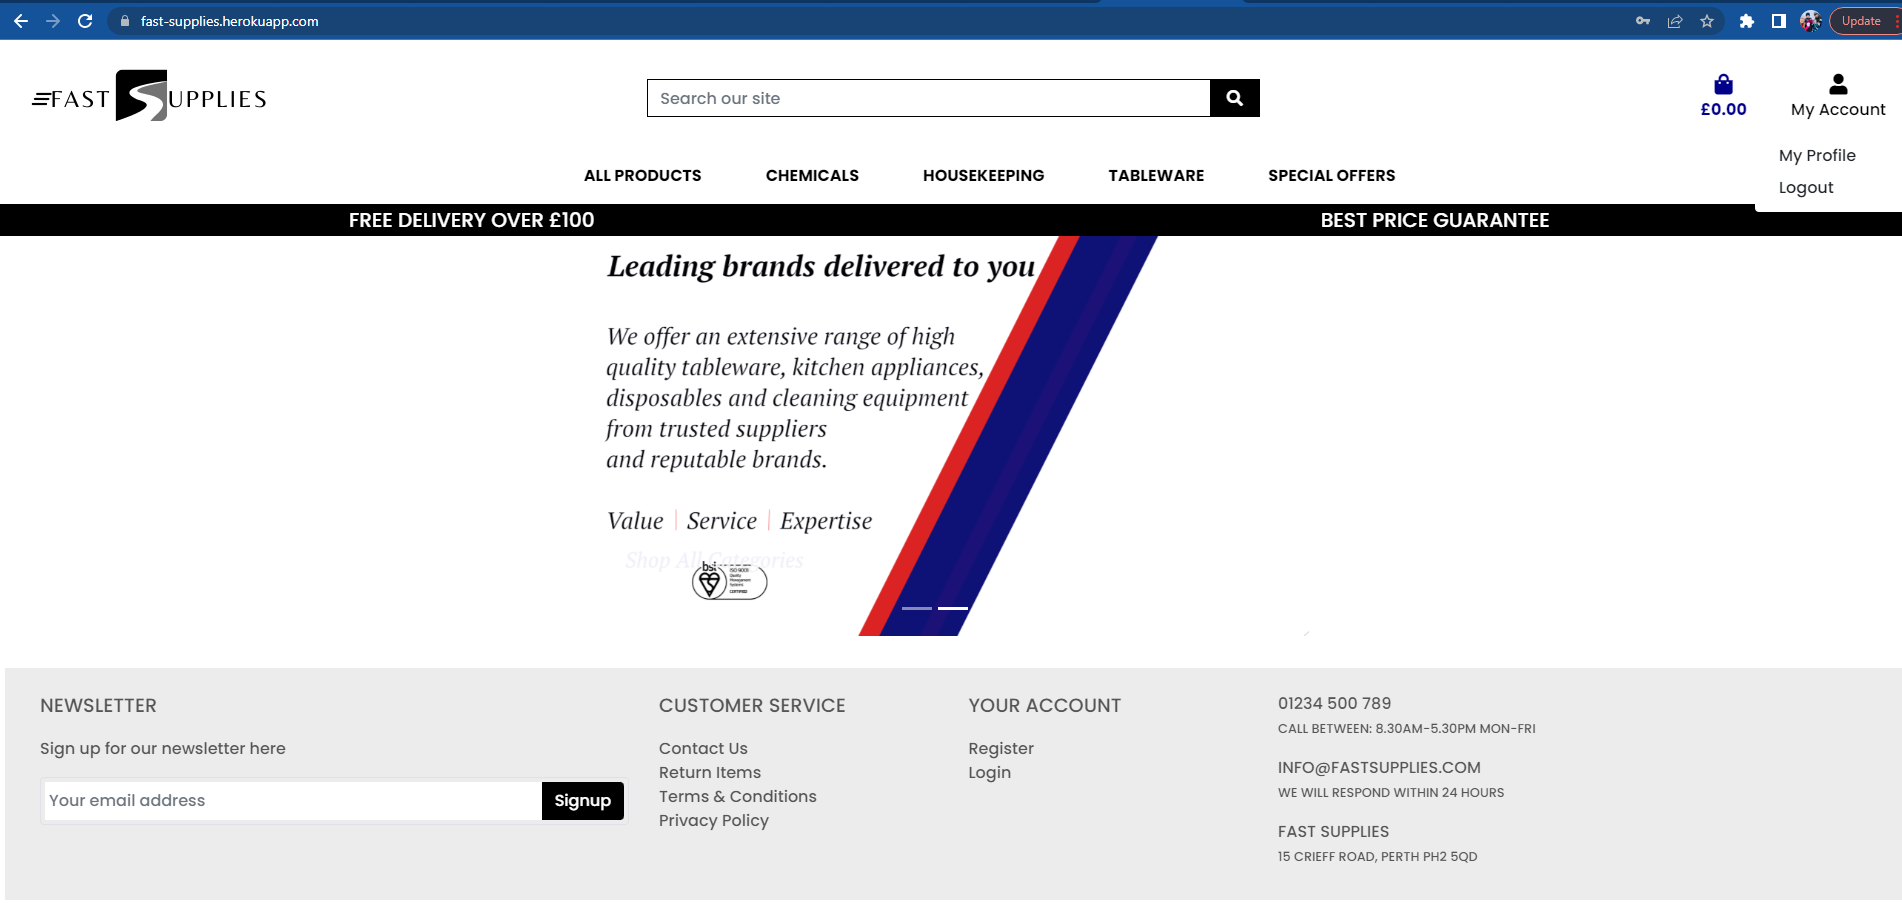 fast-supplies.herokuapp.com
Update
FAST SUPPLIES
Search our site
£0.00
My Account
My Profile
Logout
ALL PRODUCTS
CHEMICALS
HOUSEKEEPING
TABLEWARE
SPECIAL OFFERS
FREE DELIVERY OVER £100
BEST PRICE GUARANTEE
Leading brands delivered to you
We offer an extensive range of high
quality tableware, kitchen appliances,
disposables and cleaning equipment
from trusted suppliers
and reputable brands.
Value | Service | Expertise
Shop All Categories
bsi
ISO 9001
Quality
Management
Systems
CERTIFIED
NEWSLETTER
Sign up for our newsletter here
Your email address
Signup
CUSTOMER SERVICE
Contact Us
Return Items
Terms & Conditions
Privacy Policy
YOUR ACCOUNT
Register
Login
01234 500 789
CALL BETWEEN: 8.30AM-5.30PM MON-FRI
INFO@FASTSUPPLIES.COM
WE WILL RESPOND WITHIN 24 HOURS
FAST SUPPLIES
15 CRIEFF ROAD, PERTH PH2 5QD